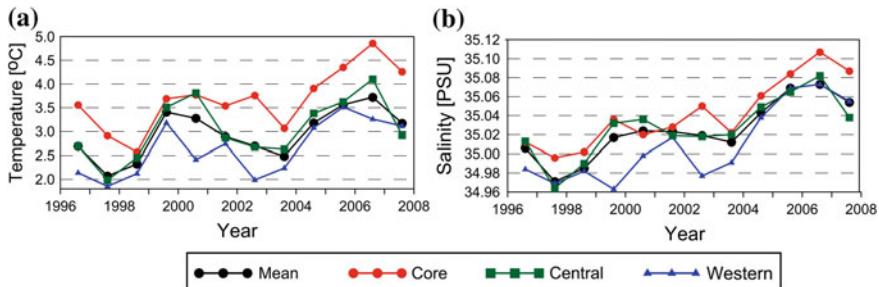 (a)
Temperature [ºC]
5.0
4.5
4.0
3.5
3.0
2.5
2.0
1996 1998 2000 2002 2004 2006 2008
Year
(b)
Salinity [PSU]
35.12
35.10
35.08
35.06
35.04
35.02
35.00
34.98
34.96
1996 1998 2000 2002 2004 2006 2008
Year
Mean Core Central Western